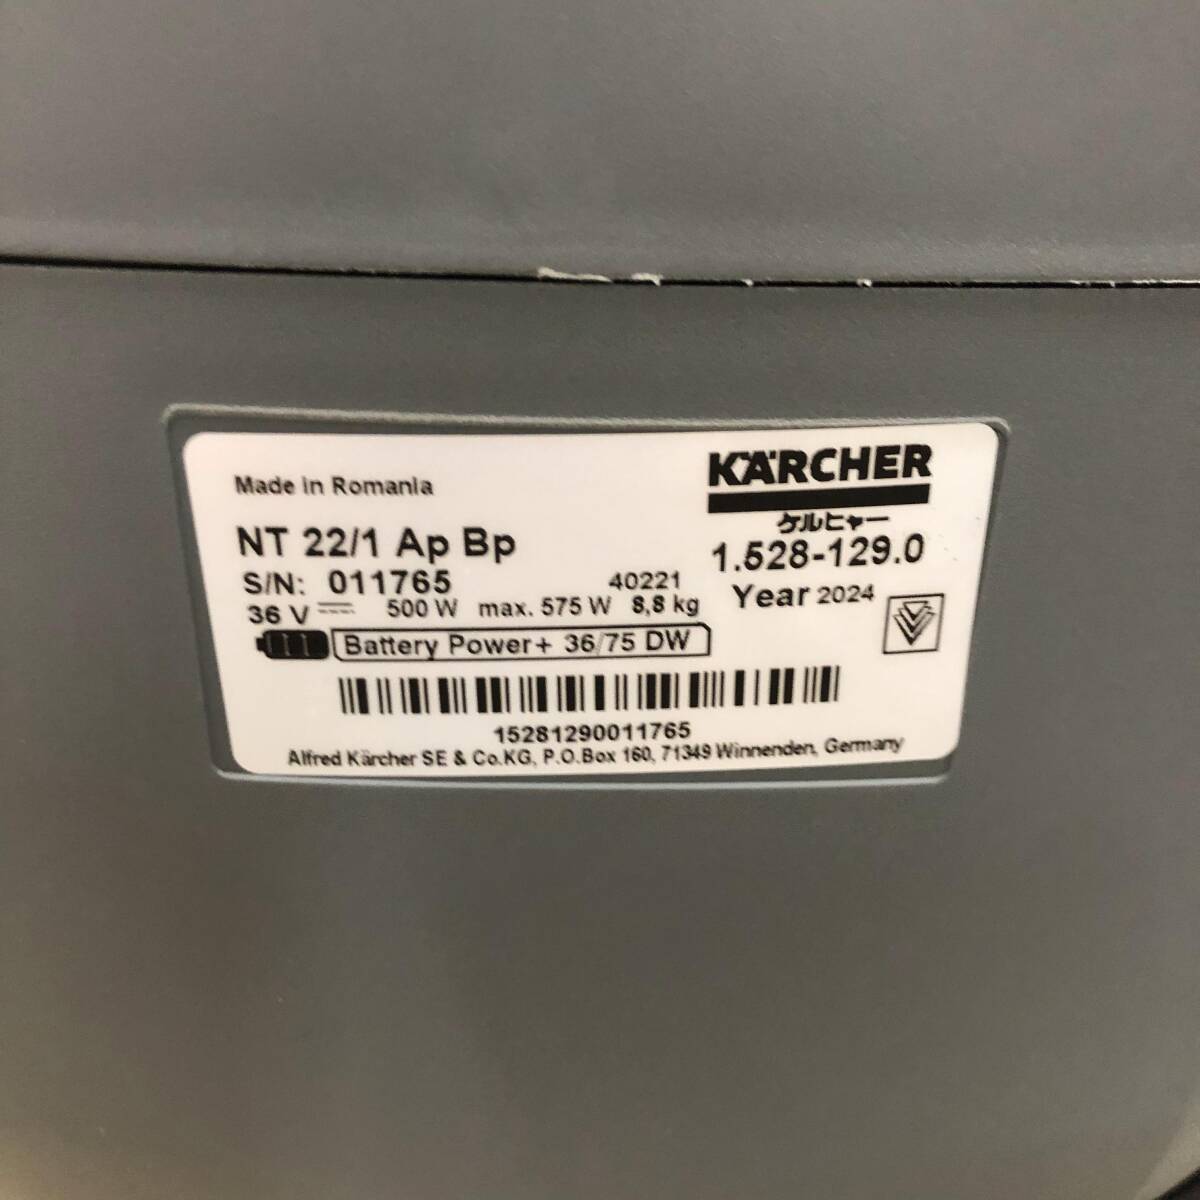 Made in Romania
KÄRCHER
ケルヒャー
NT 22/1 Ap Bp
1.528-129.0
S/N: 011765
40221
Year 2024
36 V 500 W max. 575 W 8,8 kg
Battery Power+ 36/75 DW
15281290011765
Alfred Kärcher SE & Co.KG, P.O.Box 160, 71349 Winnenden, Germany